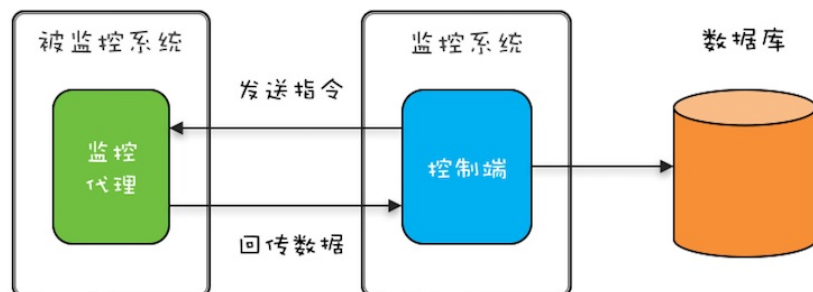 被监控系统
监控系统
数据库
发送指令
监控
代理
控制端
回传数据